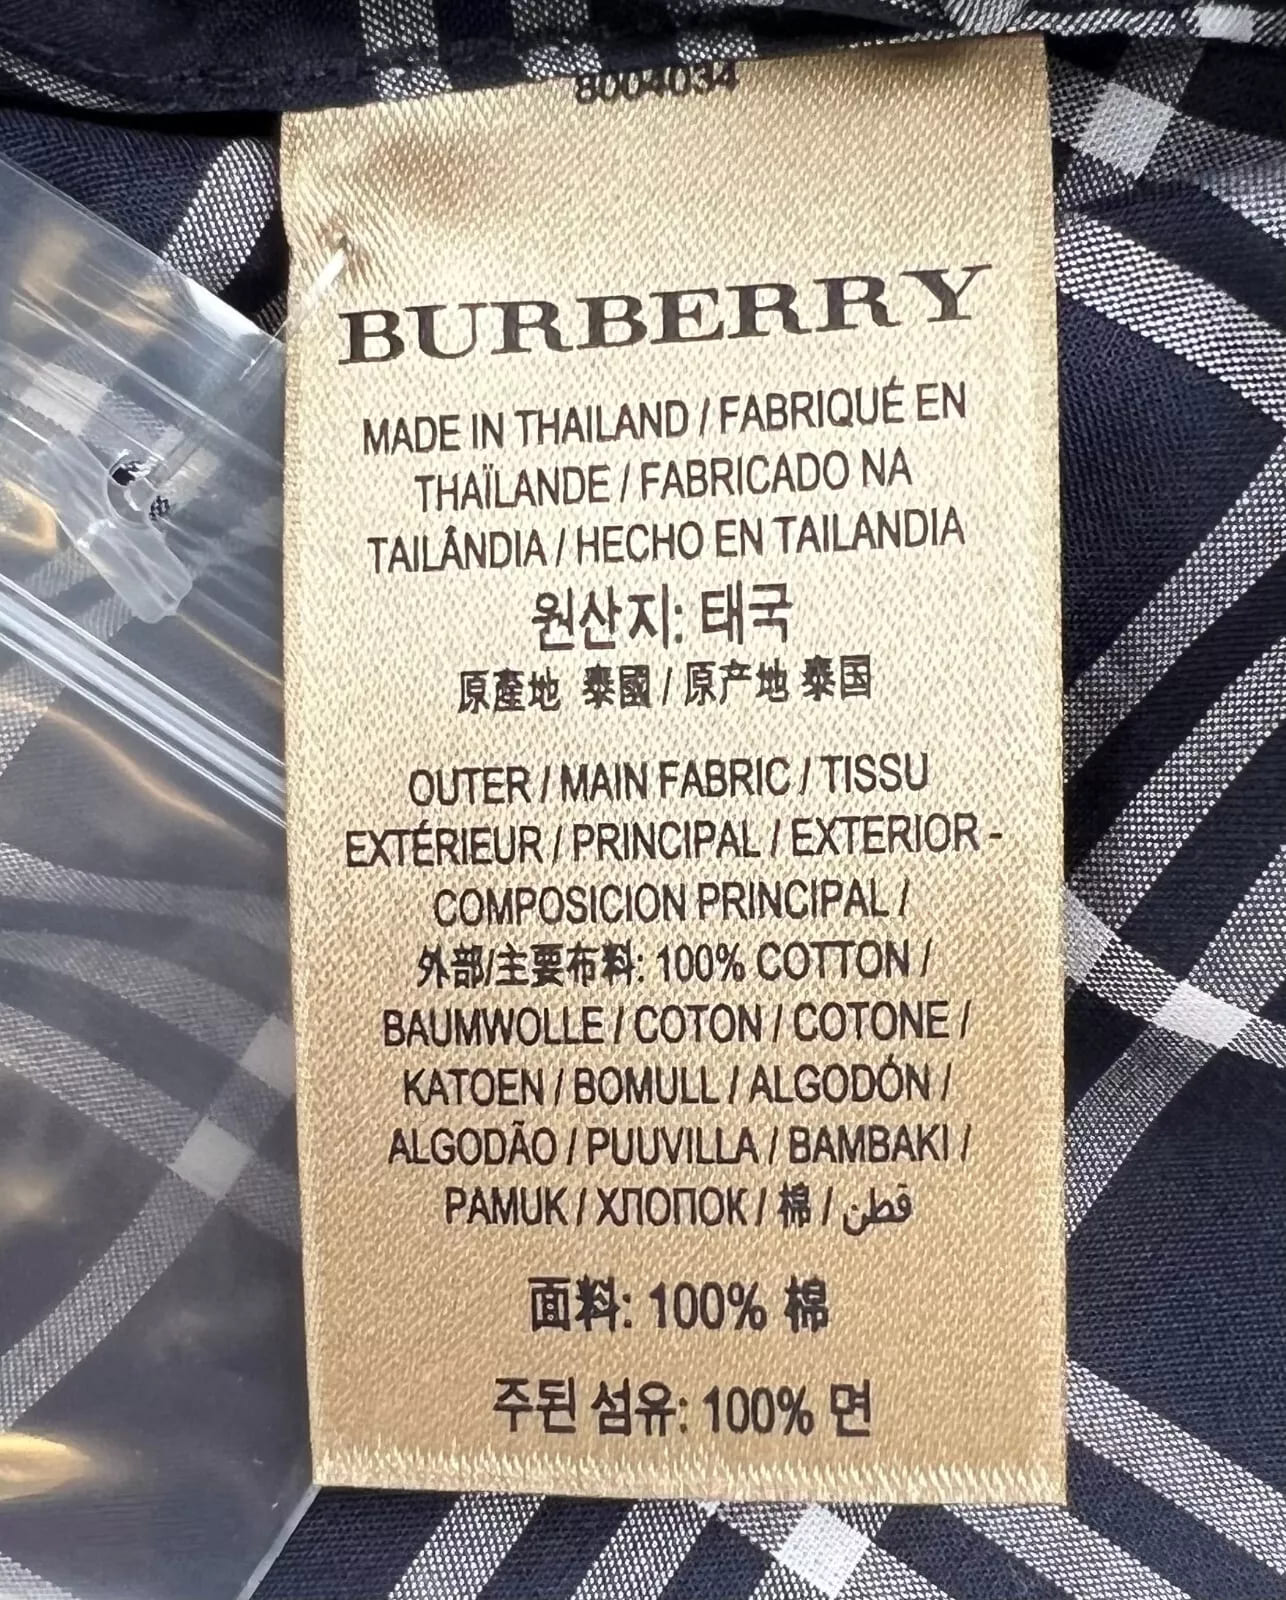 8004034
BURBERRY
MADE IN THAILAND / FABRIQUÉ EN
THAÏLANDE / FABRICADO NA
TAILÂNDIA / HECHO EN TAILANDIA
원산지: 태국
原產地 泰國 / 原产地 泰国
OUTER / MAIN FABRIC / TISSU
EXTÉRIEUR / PRINCIPAL / EXTERIOR -
COMPOSICION PRINCIPAL /
外部/主要布料: 100% COTTON /
BAUMWOLLE / COTON / COTONE /
KATOEN / BOMULL / ALGODÓN /
ALGODÃO / PUUVILLA / BAMBAKI /
PAMUK / ХЛОПОК / 棉 / قطن
面料: 100% 棉
주된 섬유: 100% 면